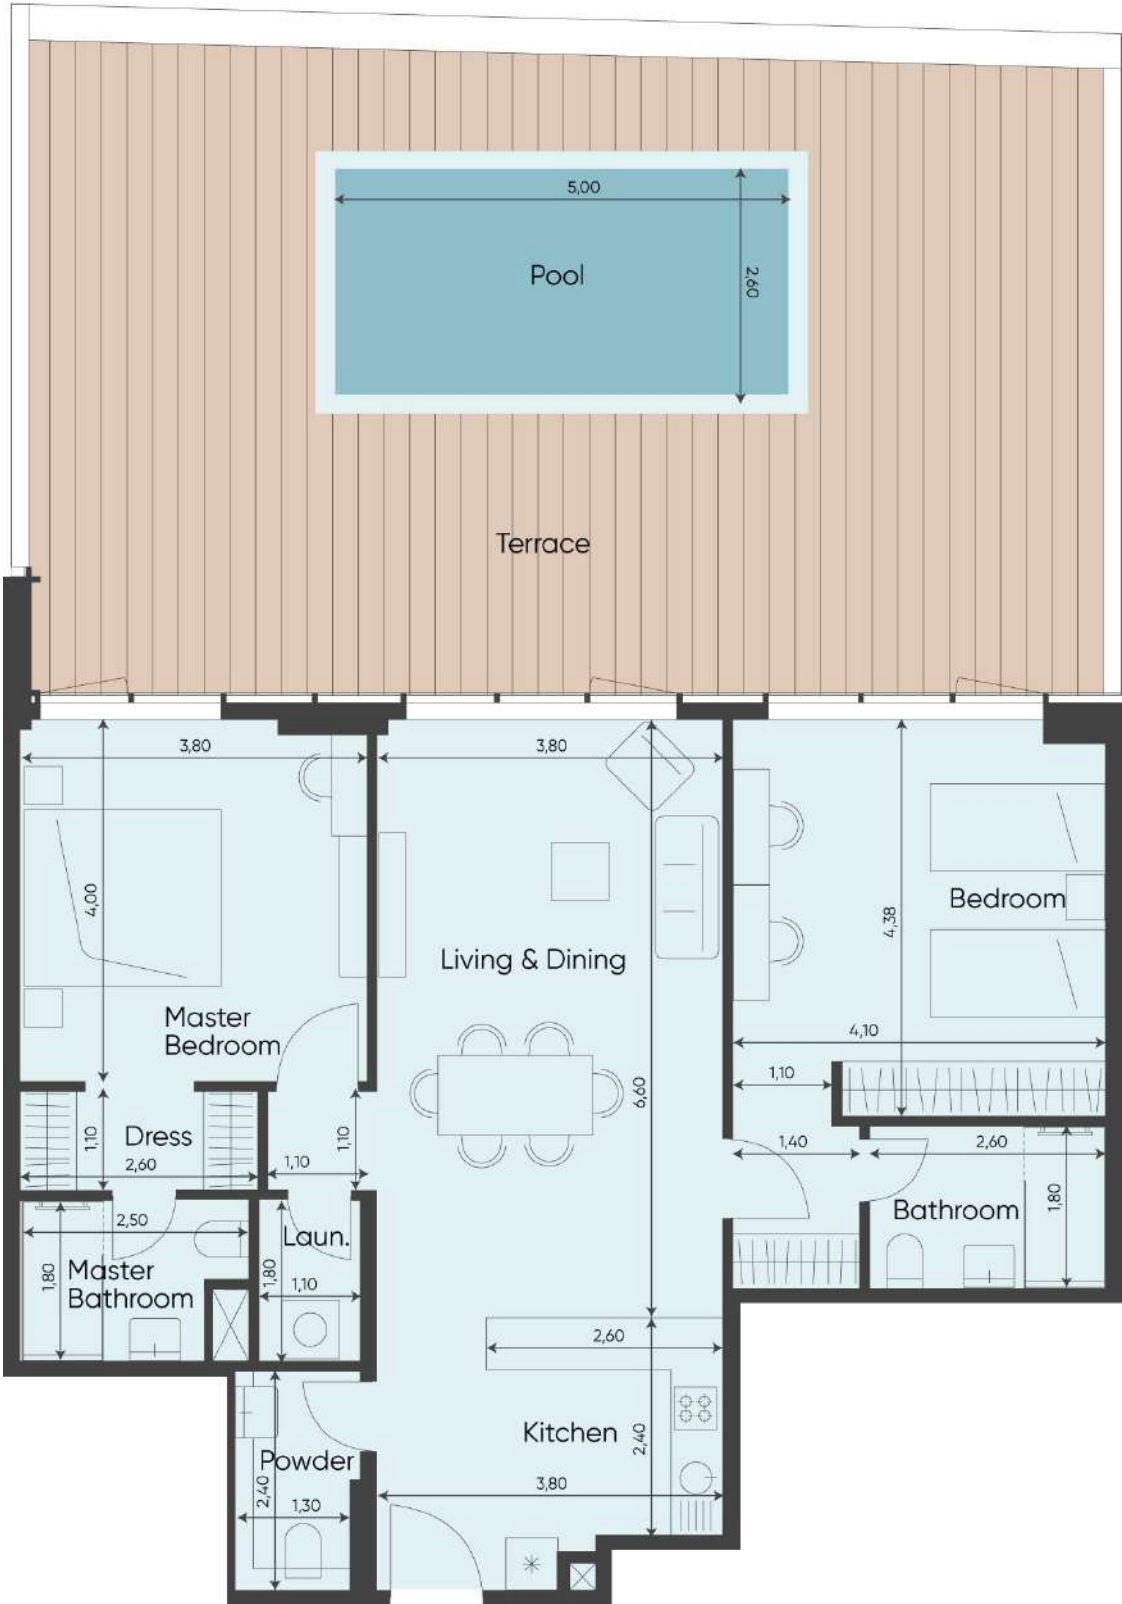 5,00
Pool
2,60
Terrace
3,80
3,80
4,00
Bedroom
4,38
Living & Dining
Master
Bedroom
4,10
1,10
6,60
1,10
Dress
1,10
2,60
1,10
1,40
2,60
1,80
Bathroom
2,50
Laun.
1,80
Master
Bathroom
1,80
1,10
2,60
Kitchen
2,40
Powder
2,40
3,80
1,30